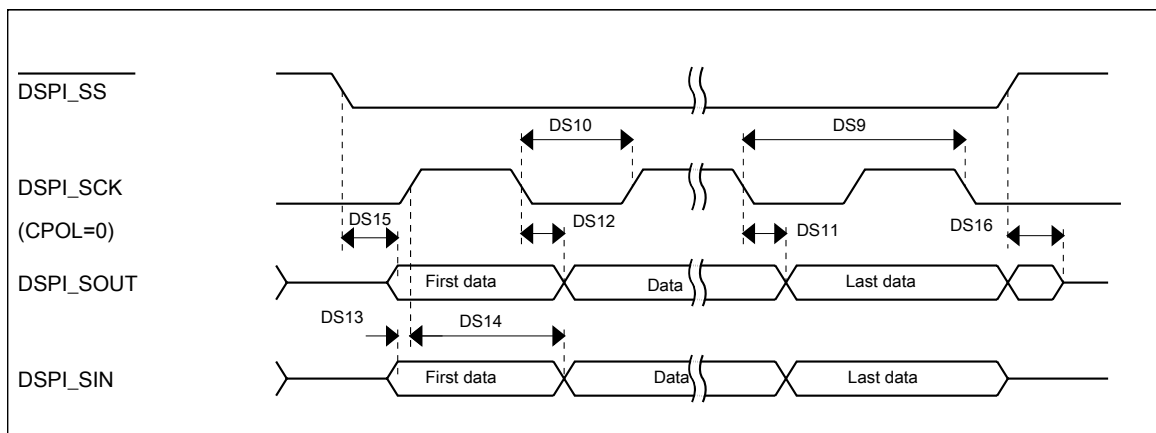 DSPI_SS
DS10
DS9
DSPI_SCK
(CPOL=0)
DS15
DS12
DS11
DS16
DSPI_SOUT
First data
Data
Last data
DS13
DS14
DSPI_SIN
First data
Data
Last data